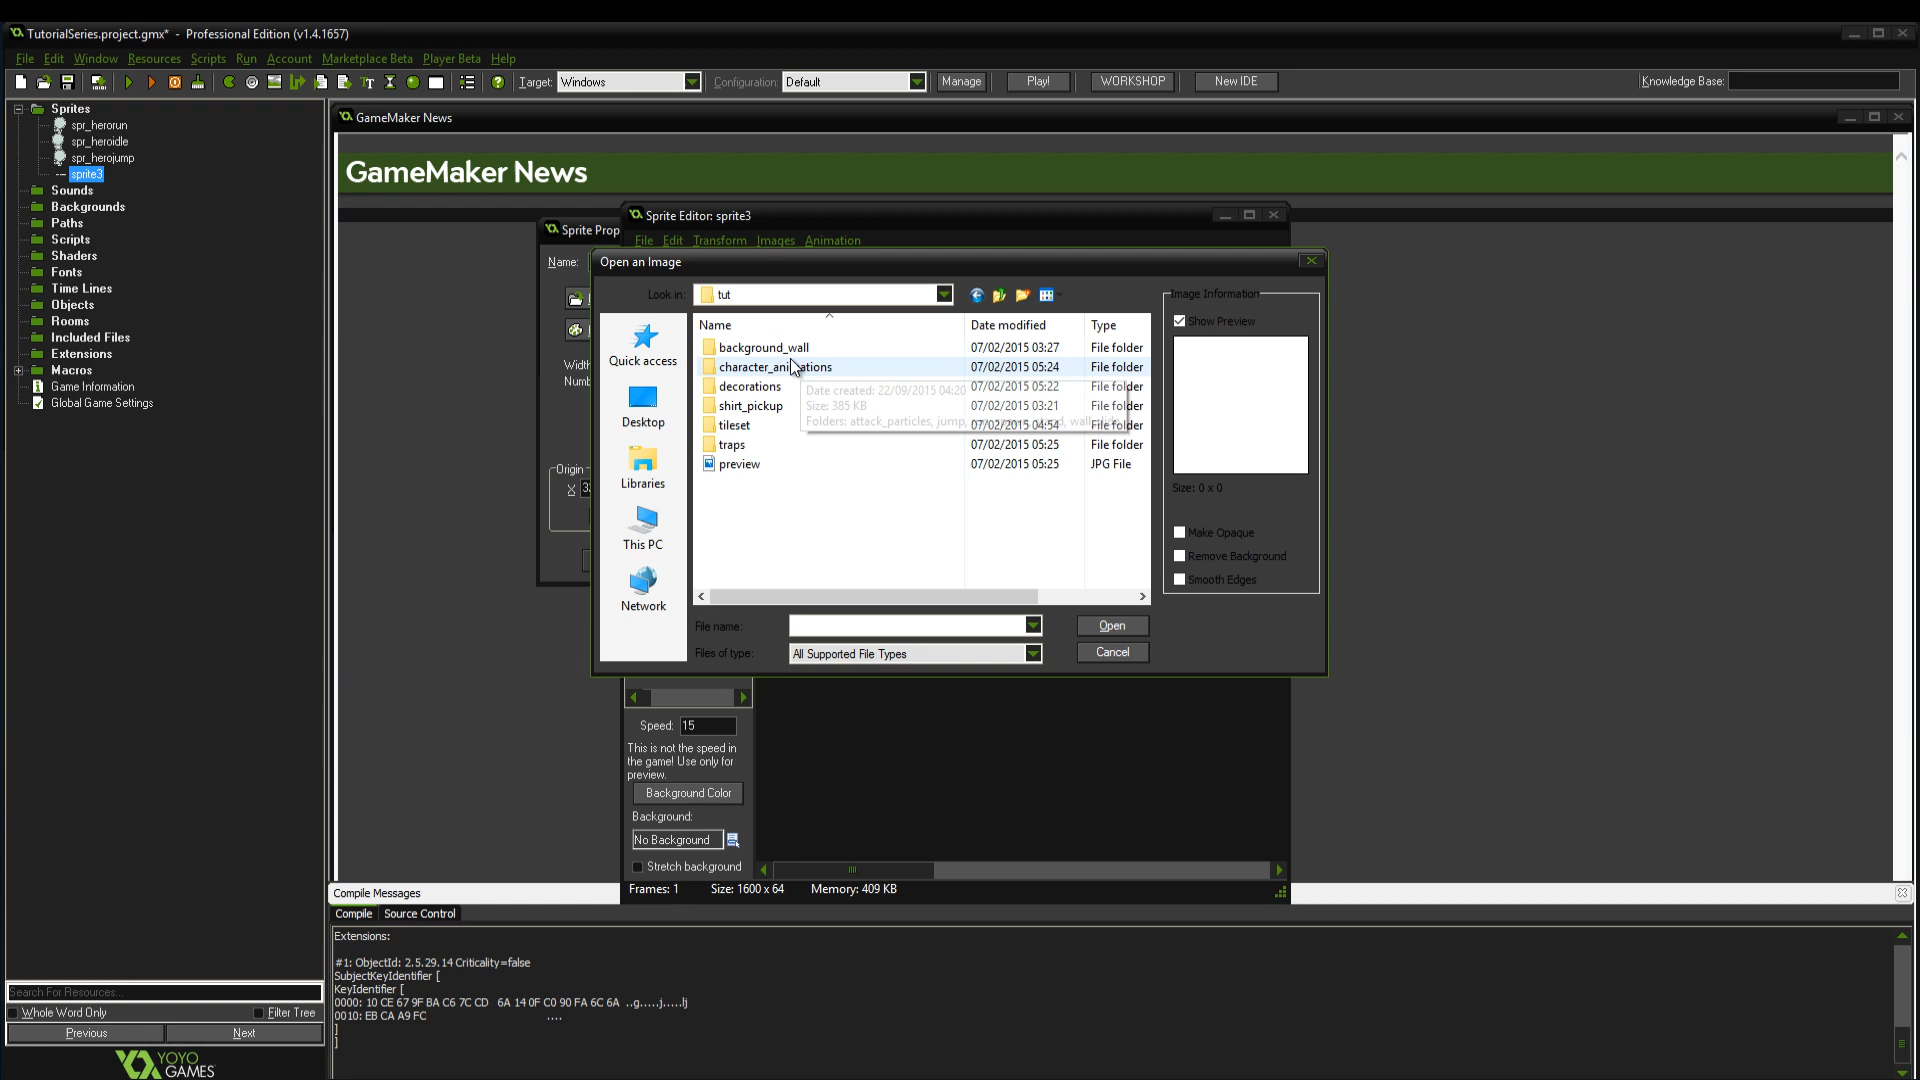 TutorialSeries.project.gmx* - Professional Edition (v1.4.1657)
File Edit Window Resources Scripts Run Account Marketplace Beta Player Beta Help
Target: Windows Configuration: Default Manage Play! WORKSHOP New IDE Knowledge Base:
Sprites
spr_herorun
spr_heroidle
spr_herojump
sprite3
Sounds
Backgrounds
Paths
Scripts
Shaders
Fonts
Time Lines
Objects
Rooms
Included Files
Extensions
Macros
Game Information
Global Game Settings
Search For Resources...
Whole Word Only Filter Tree
Previous Next
YOYO
GAMES
GameMaker News
GameMaker News
Sprite Prop
Name:
Width
Numb
Origin
X 32
Sprite Editor: sprite3
File Edit Transform Images Animation
Open an Image
Look in: tut
Quick access
Desktop
Libraries
This PC
Network
Name Date modified Type
background_wall 07/02/2015 03:27 File folder
character_animations 07/02/2015 05:24 File folder
decorations 07/02/2015 05:22 File folder
shirt_pickup 07/02/2015 03:21 File folder
tileset 07/02/2015 04:54 File folder
traps 07/02/2015 05:25 File folder
preview 07/02/2015 05:25 JPG File
Date created: 22/09/2015 04:20
Size: 385 KB
Folders: attack_particles, jump,
File name:
Files of type: All Supported File Types
Open
Cancel
Image Information
Show Preview
Size: 0 x 0
Make Opaque
Remove Background
Smooth Edges
Speed: 15
This is not the speed in
the game! Use only for
preview.
Background Color
Background:
No Background
Stretch background
Frames: 1 Size: 1600 x 64 Memory: 409 KB
Compile Messages
Compile Source Control
Extensions:
#1: ObjectId: 2.5.29.14 Criticality=false
SubjectKeyIdentifier [
KeyIdentifier [
0000: 10 CE 67 9F BA C6 7C CD 6A 14 0F C0 90 FA 6C 6A ..g.....j.....lj
0010: EB CA A9 FC ....
]
]